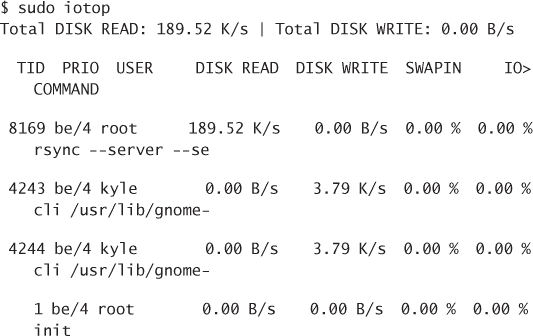 $ sudo iotop
Total DISK READ: 189.52 K/s | Total DISK WRITE: 0.00 B/s
TID PRIO USER DISK READ DISK WRITE SWAPIN IO>
COMMAND
8169 be/4 root 189.52 K/s 0.00 B/s 0.00 % 0.00 %
rsync --server --se
4243 be/4 kyle 0.00 B/s 3.79 K/s 0.00 % 0.00 %
cli /usr/lib/gnome-
4244 be/4 kyle 0.00 B/s 3.79 K/s 0.00 % 0.00 %
cli /usr/lib/gnome-
1 be/4 root 0.00 B/s 0.00 B/s 0.00 % 0.00 %
init